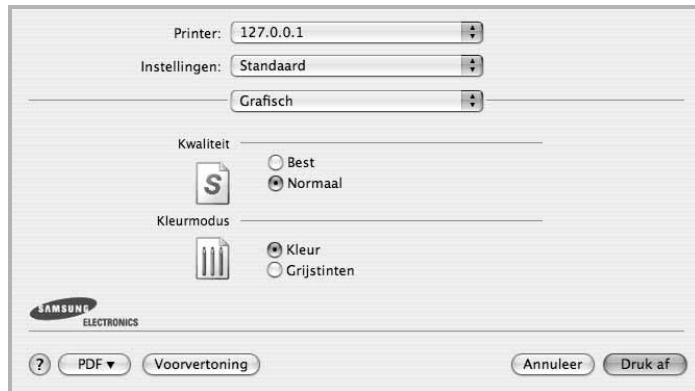 Printer: 127.0.0.1
Instellingen: Standaard
Grafisch
Kwaliteit
Best
S
Normaal
Kleurmodus
Kleur
Grijstinten
SAMSUNG
ELECTRONICS
? PDF ▼ Voorvertoning Annuleer Druk af